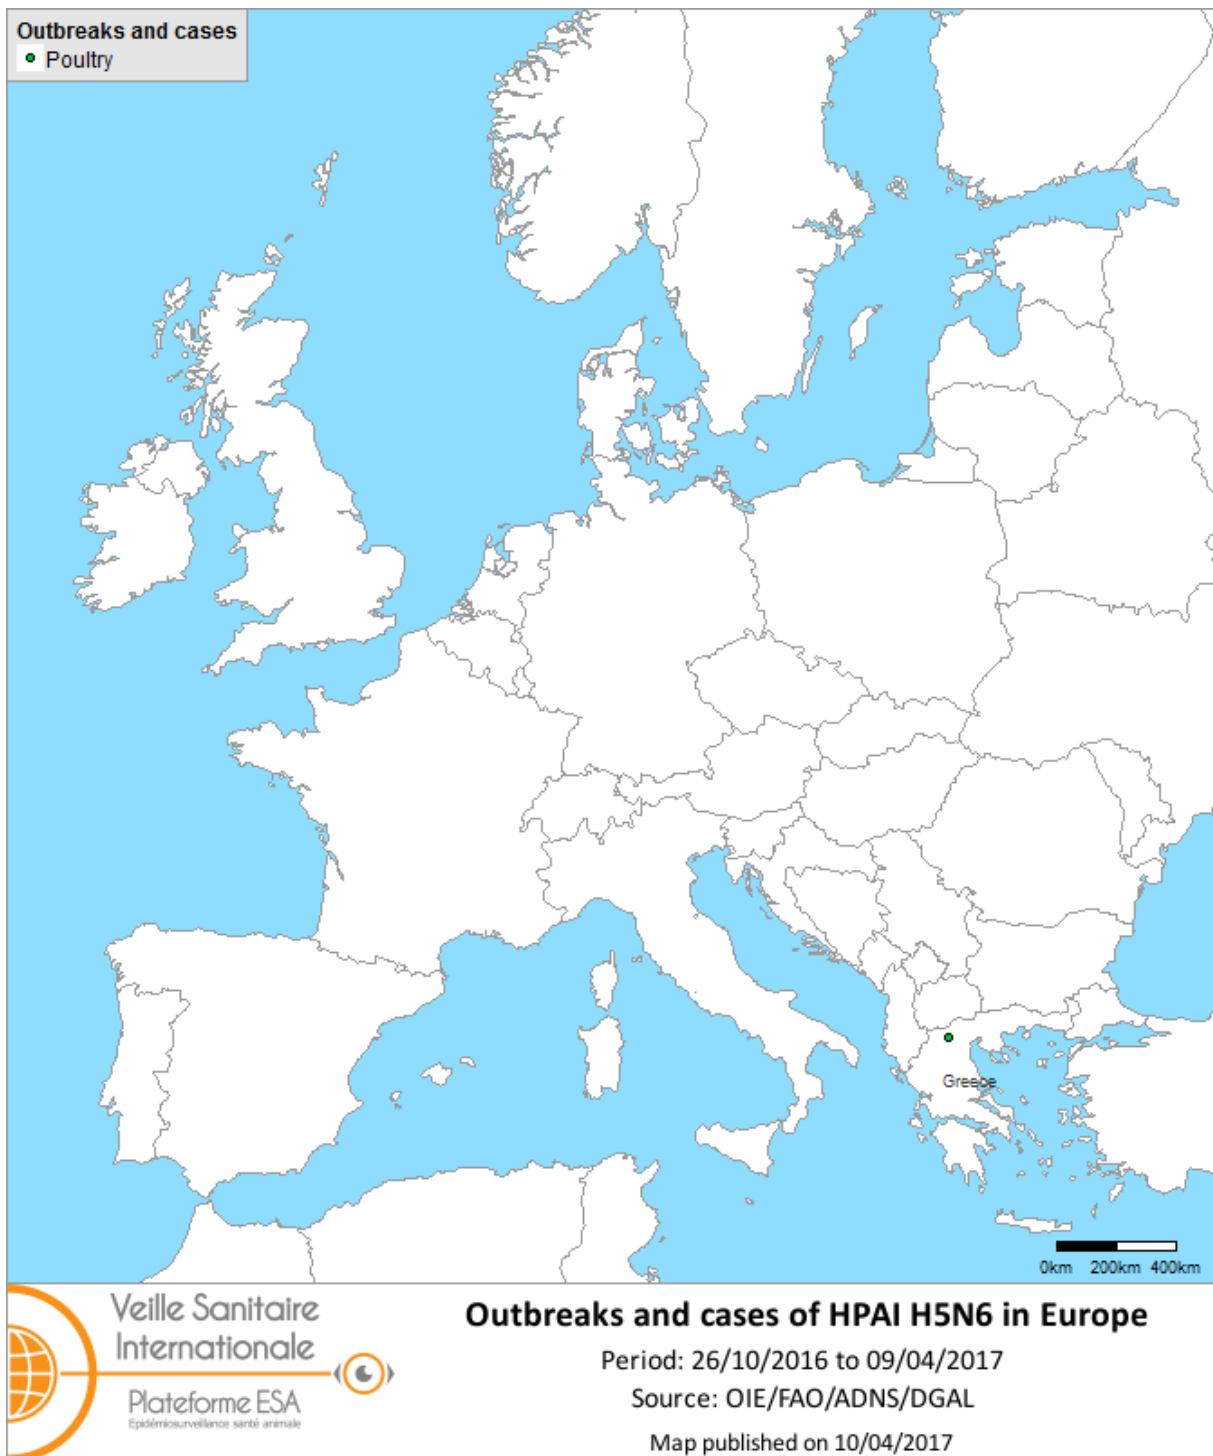 Outbreaks and cases
Poultry
Greece
0km 200km 400km
Veille Sanitaire
Internationale
Plateforme ESA
Epidémiosurveillance santé animale
Outbreaks and cases of HPAI H5N6 in Europe
Period: 26/10/2016 to 09/04/2017
Source: OIE/FAO/ADNS/DGAL
Map published on 10/04/2017